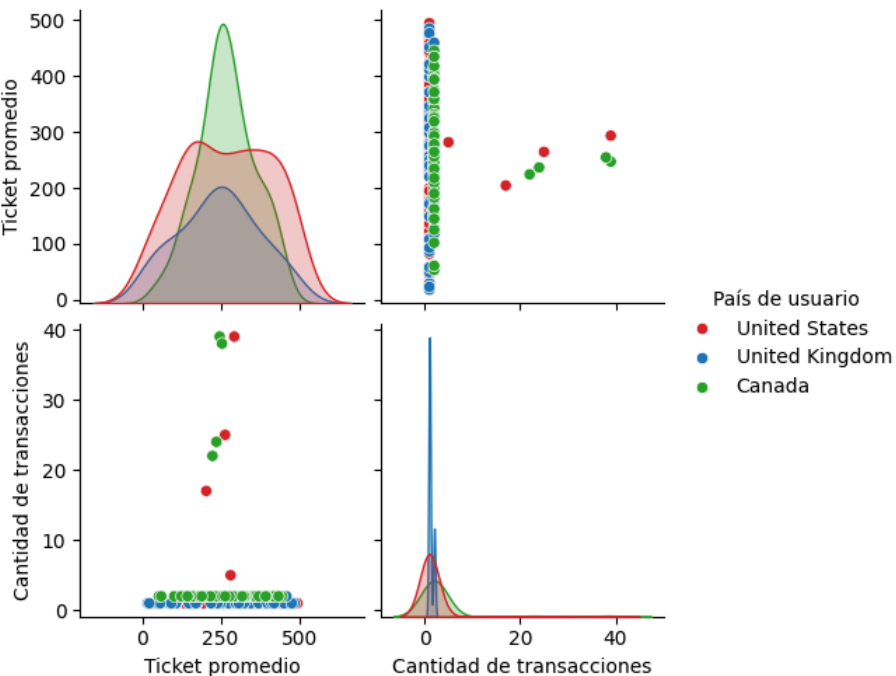 500
400
300
200
100
0
Ticket promedio
40
30
20
10
0
Cantidad de transacciones
0 250 500
Ticket promedio
0 20 40
Cantidad de transacciones
País de usuario
United States
United Kingdom
Canada